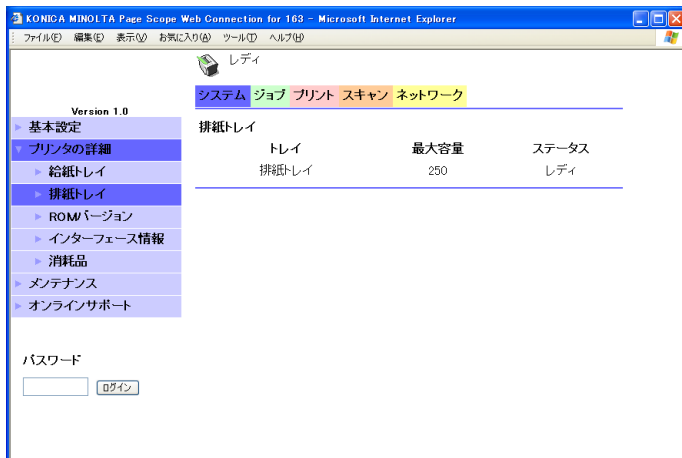 KONICA MINOLTA Page Scope Web Connection for 163 - Microsoft Internet Explorer
ファイル(F) 編集(E) 表示(V) お気に入り(A) ツール(T) ヘルプ(H)
レディ
システム ジョブ プリント スキャン ネットワーク
Version 1.0
基本設定
プリンタの詳細
給紙トレイ
排紙トレイ
ROMバージョン
インターフェース情報
消耗品
メンテナンス
オンラインサポート
パスワード
ログイン
排紙トレイ
トレイ 最大容量 ステータス
排紙トレイ 250 レディ